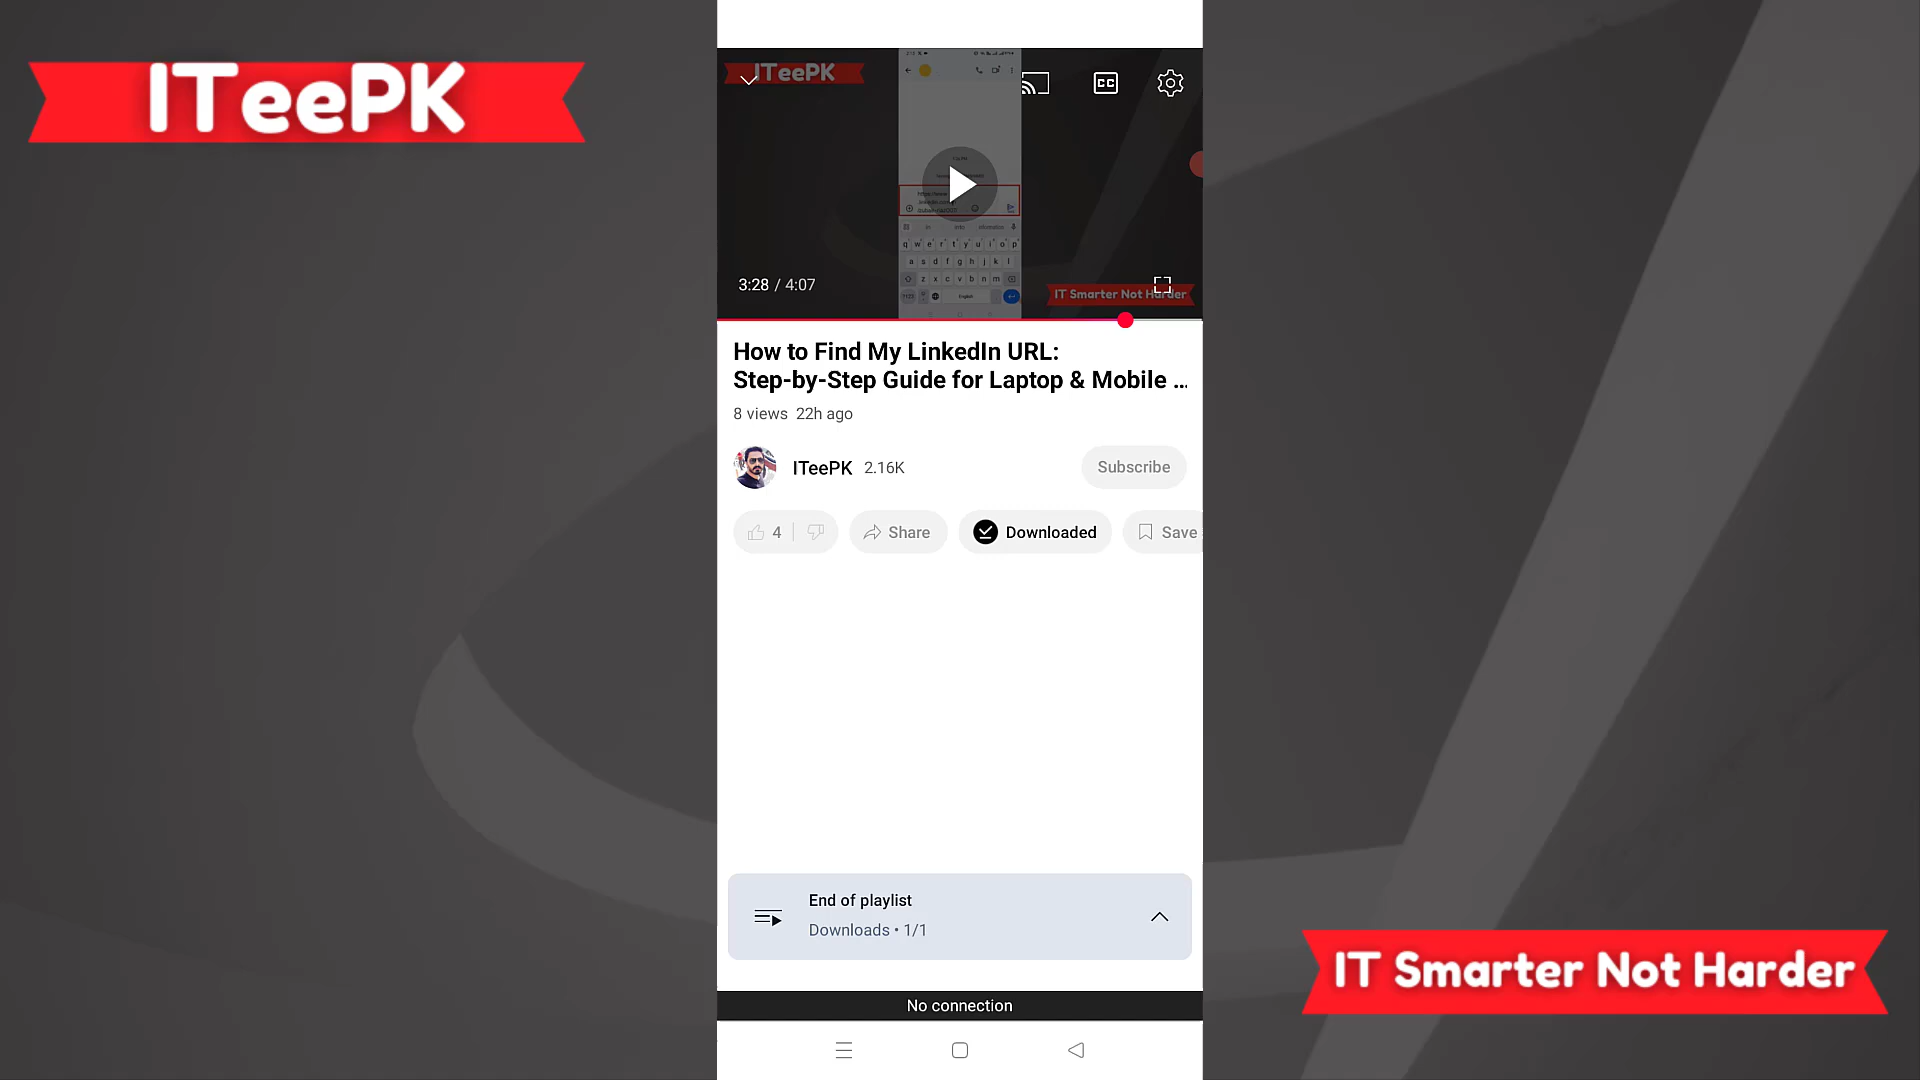 ITeePK
ITeePK
CC
q w e r t y u i o p
a s d f g h j k l
z x c v b n m
English
3:28 / 4:07
IT Smarter Not Harder
How to Find My LinkedIn URL:
Step-by-Step Guide for Laptop & Mobile ...
8 views 22h ago
ITeePK 2.16K
Subscribe
4
Share
Downloaded
Save
End of playlist
Downloads • 1/1
No connection
IT Smarter Not Harder